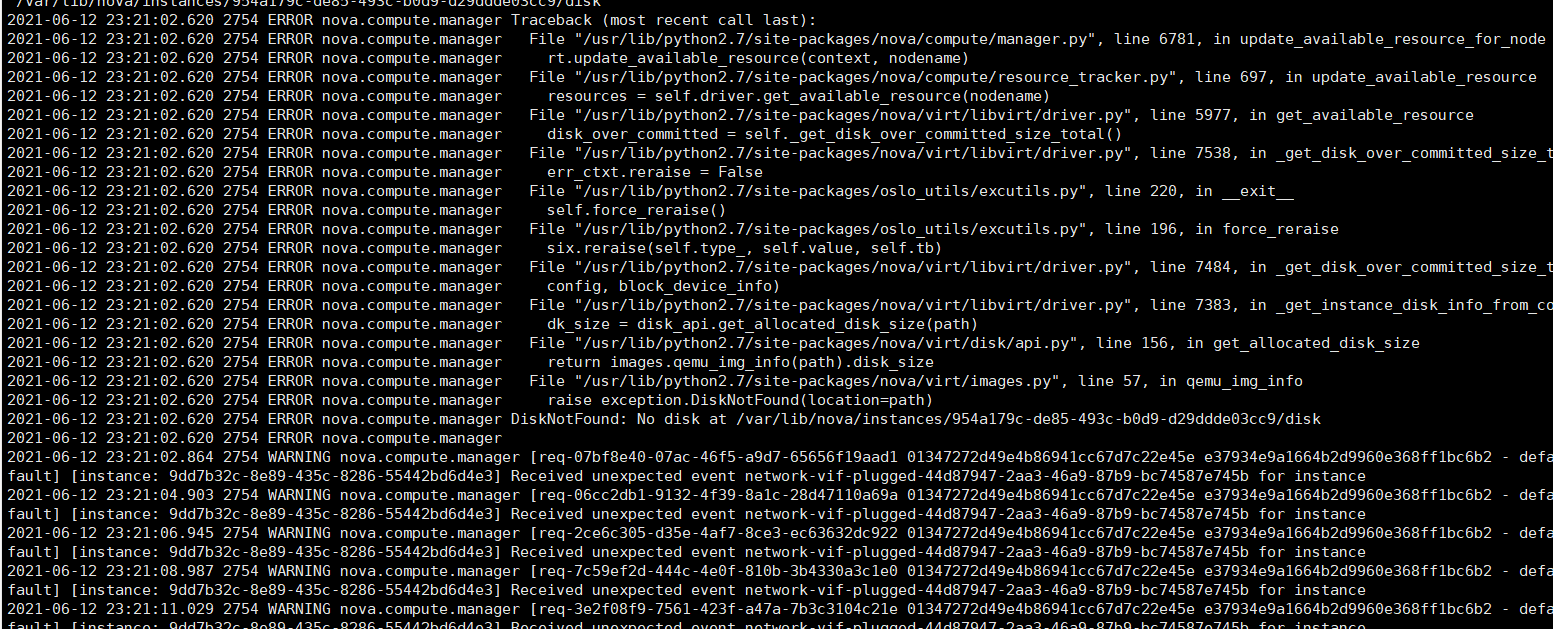 /var/lib/nova/instances/954a179c-de85-493c-b0d9-d29ddde03cc9/disk
2021-06-12 23:21:02.620 2754 ERROR nova.compute.manager Traceback (most recent call last):
2021-06-12 23:21:02.620 2754 ERROR nova.compute.manager   File "/usr/lib/python2.7/site-packages/nova/compute/manager.py", line 6781, in update_available_resource_for_node
2021-06-12 23:21:02.620 2754 ERROR nova.compute.manager     rt.update_available_resource(context, nodename)
2021-06-12 23:21:02.620 2754 ERROR nova.compute.manager   File "/usr/lib/python2.7/site-packages/nova/compute/resource_tracker.py", line 697, in update_available_resource
2021-06-12 23:21:02.620 2754 ERROR nova.compute.manager     resources = self.driver.get_available_resource(nodename)
2021-06-12 23:21:02.620 2754 ERROR nova.compute.manager   File "/usr/lib/python2.7/site-packages/nova/virt/libvirt/driver.py", line 5977, in get_available_resource
2021-06-12 23:21:02.620 2754 ERROR nova.compute.manager     disk_over_committed = self._get_disk_over_committed_size_total()
2021-06-12 23:21:02.620 2754 ERROR nova.compute.manager   File "/usr/lib/python2.7/site-packages/nova/virt/libvirt/driver.py", line 7538, in _get_disk_over_committed_size_t
2021-06-12 23:21:02.620 2754 ERROR nova.compute.manager     err_ctxt.reraise = False
2021-06-12 23:21:02.620 2754 ERROR nova.compute.manager   File "/usr/lib/python2.7/site-packages/oslo_utils/excutils.py", line 220, in __exit__
2021-06-12 23:21:02.620 2754 ERROR nova.compute.manager     self.force_reraise()
2021-06-12 23:21:02.620 2754 ERROR nova.compute.manager   File "/usr/lib/python2.7/site-packages/oslo_utils/excutils.py", line 196, in force_reraise
2021-06-12 23:21:02.620 2754 ERROR nova.compute.manager     six.reraise(self.type_, self.value, self.tb)
2021-06-12 23:21:02.620 2754 ERROR nova.compute.manager   File "/usr/lib/python2.7/site-packages/nova/virt/libvirt/driver.py", line 7484, in _get_disk_over_committed_size_t
2021-06-12 23:21:02.620 2754 ERROR nova.compute.manager     config, block_device_info)
2021-06-12 23:21:02.620 2754 ERROR nova.compute.manager   File "/usr/lib/python2.7/site-packages/nova/virt/libvirt/driver.py", line 7383, in _get_instance_disk_info_from_co
2021-06-12 23:21:02.620 2754 ERROR nova.compute.manager     dk_size = disk_api.get_allocated_disk_size(path)
2021-06-12 23:21:02.620 2754 ERROR nova.compute.manager   File "/usr/lib/python2.7/site-packages/nova/virt/disk/api.py", line 156, in get_allocated_disk_size
2021-06-12 23:21:02.620 2754 ERROR nova.compute.manager     return images.qemu_img_info(path).disk_size
2021-06-12 23:21:02.620 2754 ERROR nova.compute.manager   File "/usr/lib/python2.7/site-packages/nova/virt/images.py", line 57, in qemu_img_info
2021-06-12 23:21:02.620 2754 ERROR nova.compute.manager     raise exception.DiskNotFound(location=path)
2021-06-12 23:21:02.620 2754 ERROR nova.compute.manager DiskNotFound: No disk at /var/lib/nova/instances/954a179c-de85-493c-b0d9-d29ddde03cc9/disk
2021-06-12 23:21:02.620 2754 ERROR nova.compute.manager
2021-06-12 23:21:02.864 2754 WARNING nova.compute.manager [req-07bf8e40-07ac-46f5-a9d7-65656f19aad1 01347272d49e4b86941cc67d7c22e45e e37934e9a1664b2d9960e368ff1bc6b2 - defa
fault] [instance: 9dd7b32c-8e89-435c-8286-55442bd6d4e3] Received unexpected event network-vif-plugged-44d87947-2aa3-46a9-87b9-bc74587e745b for instance
2021-06-12 23:21:04.903 2754 WARNING nova.compute.manager [req-06cc2db1-9132-4f39-8a1c-28d47110a69a 01347272d49e4b86941cc67d7c22e45e e37934e9a1664b2d9960e368ff1bc6b2 - defa
fault] [instance: 9dd7b32c-8e89-435c-8286-55442bd6d4e3] Received unexpected event network-vif-plugged-44d87947-2aa3-46a9-87b9-bc74587e745b for instance
2021-06-12 23:21:06.945 2754 WARNING nova.compute.manager [req-2ce6c305-d35e-4af7-8ce3-ec63632dc922 01347272d49e4b86941cc67d7c22e45e e37934e9a1664b2d9960e368ff1bc6b2 - defa
fault] [instance: 9dd7b32c-8e89-435c-8286-55442bd6d4e3] Received unexpected event network-vif-plugged-44d87947-2aa3-46a9-87b9-bc74587e745b for instance
2021-06-12 23:21:08.987 2754 WARNING nova.compute.manager [req-7c59ef2d-444c-4e0f-810b-3b4330a3c1e0 01347272d49e4b86941cc67d7c22e45e e37934e9a1664b2d9960e368ff1bc6b2 - defa
fault] [instance: 9dd7b32c-8e89-435c-8286-55442bd6d4e3] Received unexpected event network-vif-plugged-44d87947-2aa3-46a9-87b9-bc74587e745b for instance
2021-06-12 23:21:11.029 2754 WARNING nova.compute.manager [req-3e2f08f9-7561-423f-a47a-7b3c3104c21e 01347272d49e4b86941cc67d7c22e45e e37934e9a1664b2d9960e368ff1bc6b2 - defa
fault] [instance: 9dd7b32c-8e89-435c-8286-55442bd6d4e3] Received unexpected event network-vif-plugged-44d87947-2aa3-46a9-87b9-bc74587e745b for instance